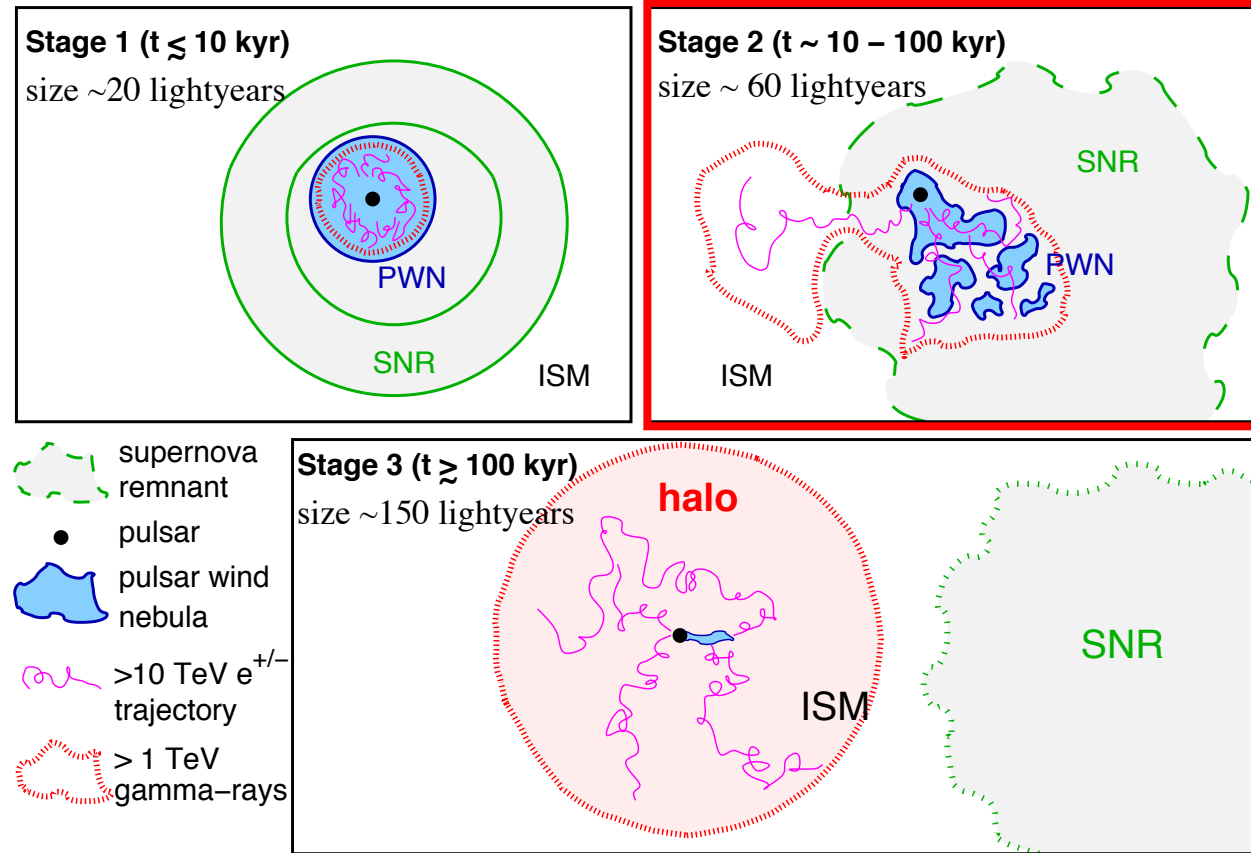 Stage 1 (t ≲ 10 kyr)
size ~20 lightyears
PWN
SNR
ISM
Stage 2 (t ~ 10 – 100 kyr)
size ~ 60 lightyears
SNR
PWN
ISM
supernova
remnant
pulsar
pulsar wind
nebula
>10 TeV e^{+/−}
trajectory
> 1 TeV
gamma−rays
Stage 3 (t ≳ 100 kyr)
size ~150 lightyears
halo
ISM
SNR